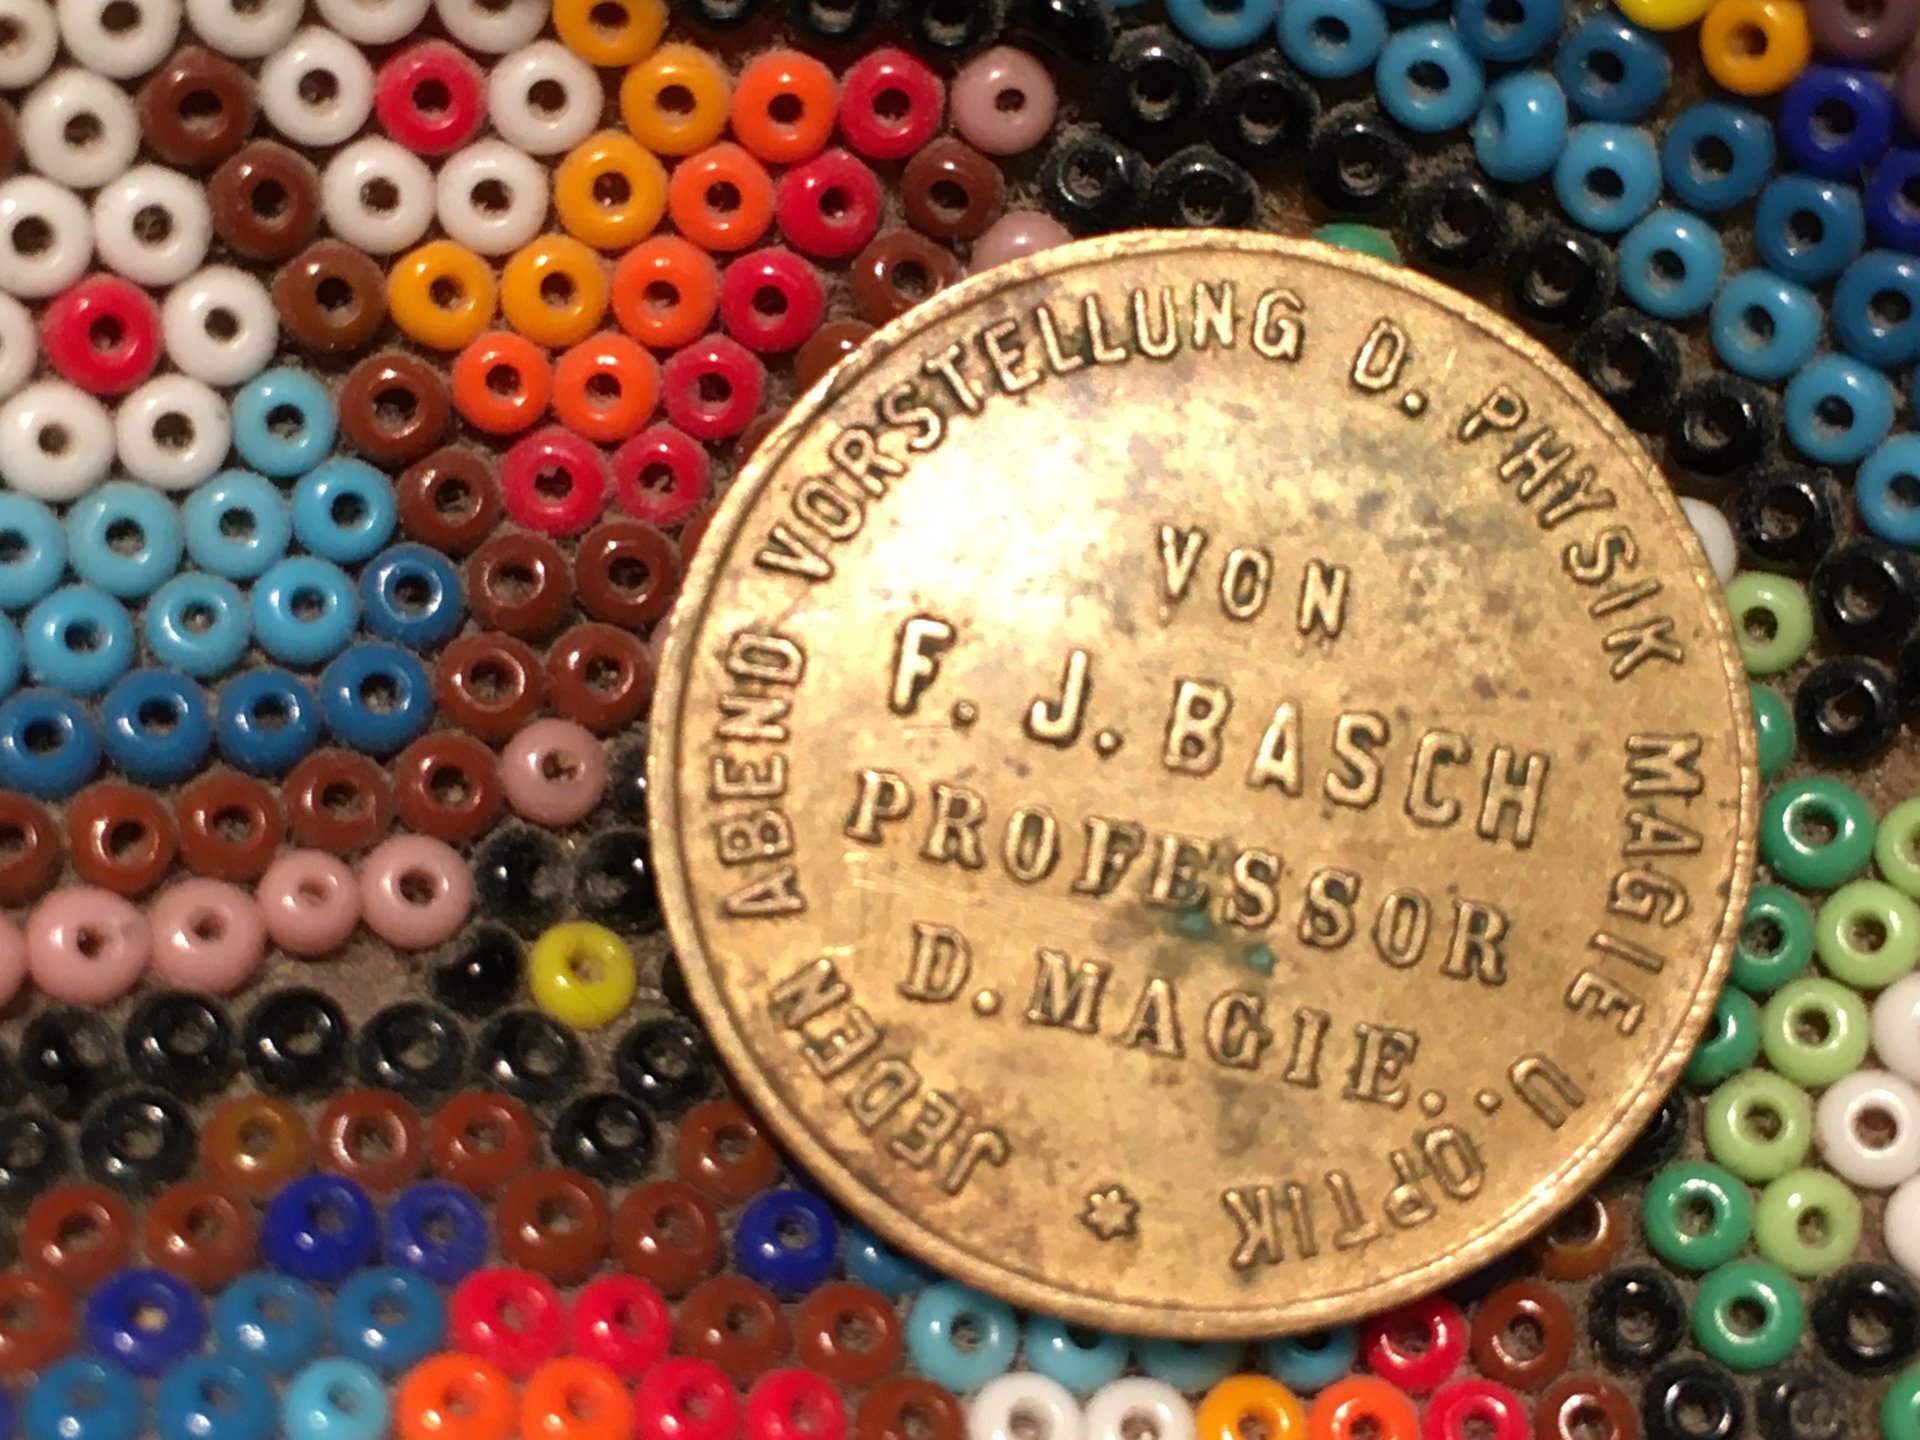 JEDEN ABEND VORSTELLUNG D. PHYSIK MAGIE U. OPTIK
VON
F. J. BASCH
PROFESSOR
D. MAGIE.